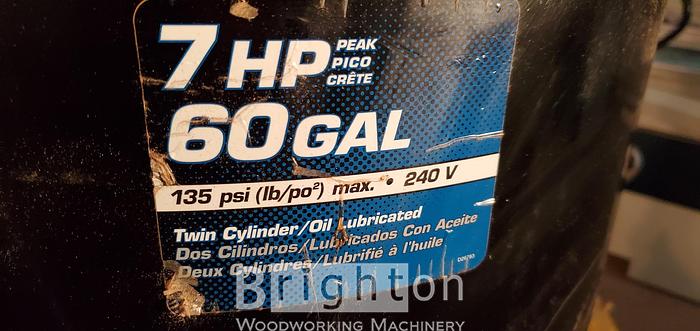 7 HP PEAK
PICO
CRÊTE
60 GAL
135 psi (lb/po²) max. • 240 V
Twin Cylinder/Oil Lubricated
Dos Cilindros/Lubricados Con Aceite
Deux Cylindres/Lubrifié à l'huile
D26793
Brighton
WOODWORKING MACHINERY